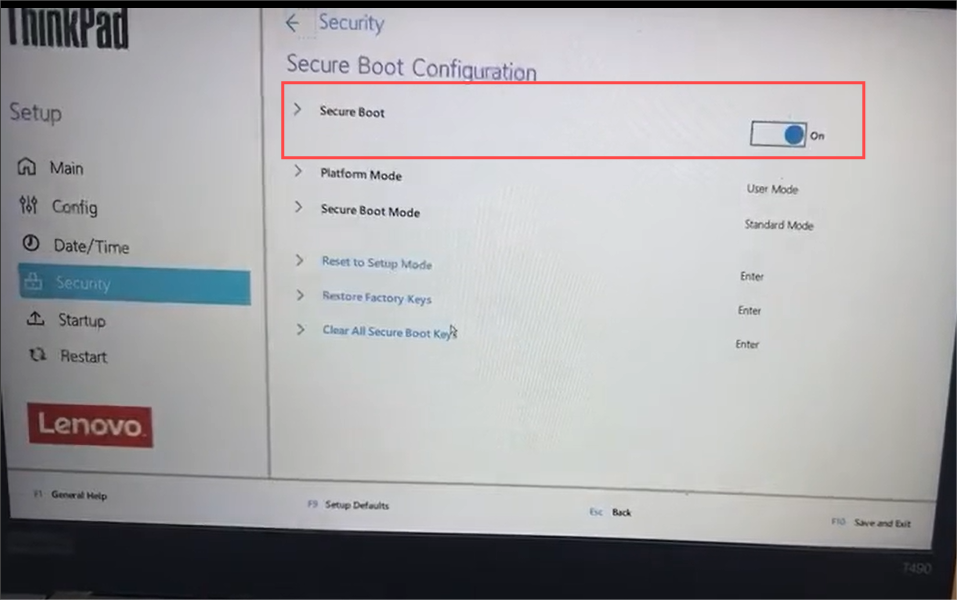 ThinkPad
Setup
Main
Config
Date/Time
Security
Startup
Restart
Lenovo
Security
Secure Boot Configuration
Secure Boot
On
Platform Mode
User Mode
Secure Boot Mode
Standard Mode
Reset to Setup Mode
Enter
Restore Factory Keys
Enter
Clear All Secure Boot Keys
Enter
F1 General Help
F9 Setup Defaults
Esc Back
F10 Save and Exit
T490